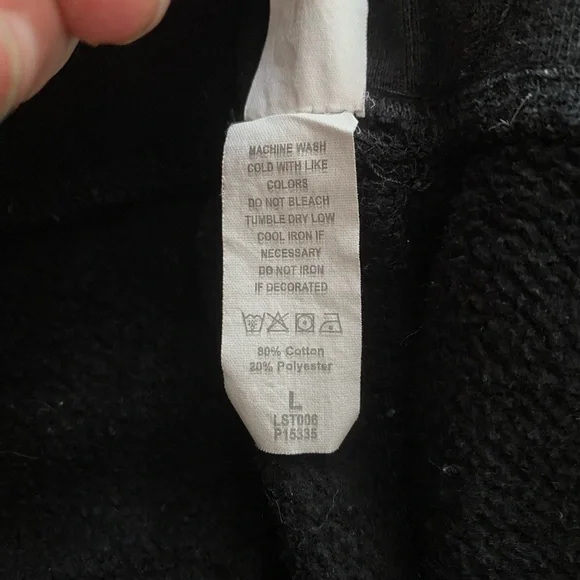 MACHINE WASH
COLD WITH LIKE
COLORS
DO NOT BLEACH
TUMBLE DRY LOW
COOL IRON IF
NECESSARY
DO NOT IRON
IF DECORATED
80% Cotton
20% Polyester
L
LST006
P15335